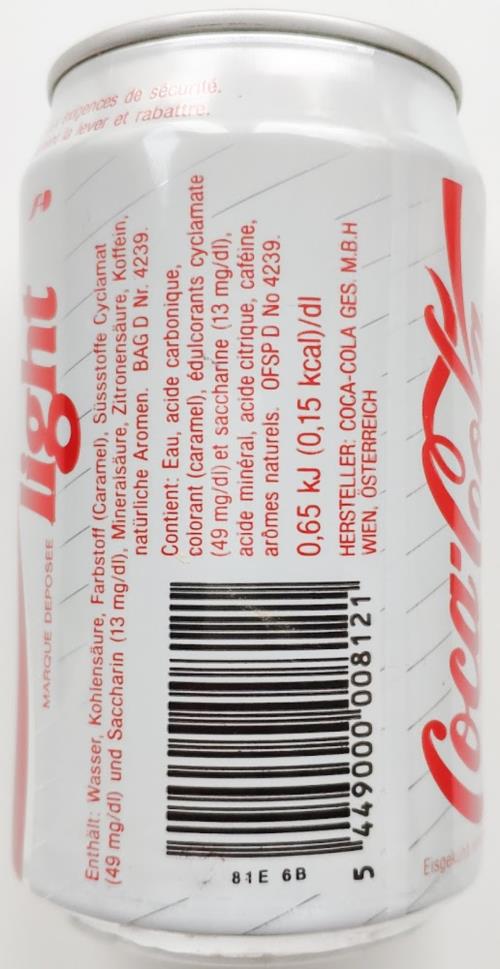 exigences de sécurité.
lever et rabattre.
light
MARQUE DEPOSEE
Enthält: Wasser, Kohlensäure, Farbstoff (Caramel), Süssstoffe Cyclamat
(49 mg/dl) und Saccharin (13 mg/dl), Mineralsäure, Zitronensäure, Koffein,
natürliche Aromen. BAG D Nr. 4239.
Contient: Eau, acide carbonique,
colorant (caramel), édulcorants cyclamate
(49 mg/dl) et saccharine (13 mg/dl),
acide minéral, acide citrique, caféine,
arômes naturels. OFSP D No 4239.
0,65 kJ (0,15 kcal)/dl
HERSTELLER: COCA-COLA GES. M.B.H
WIEN, ÖSTERREICH
5 449000 008121
81E 6B
Coca-Cola